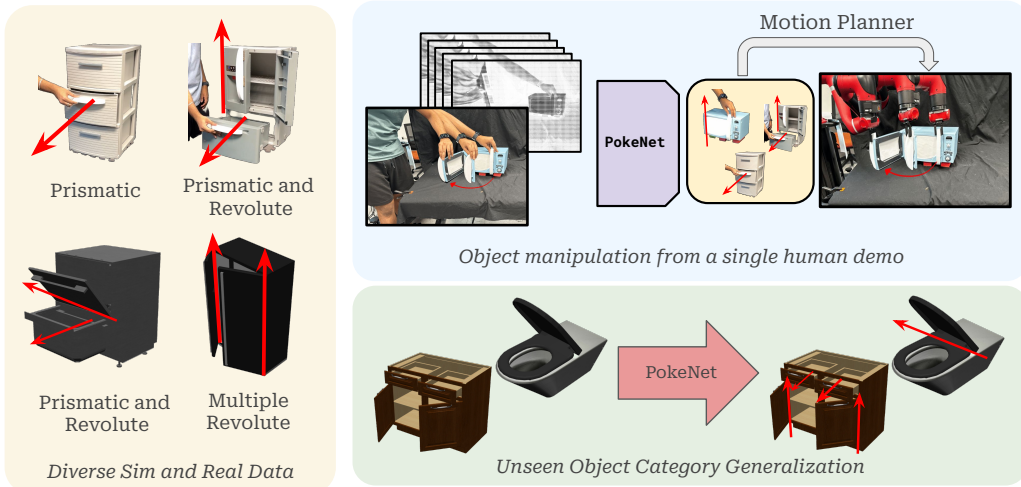 Prismatic
Prismatic and
Revolute
Prismatic and
Revolute
Multiple
Revolute
Diverse Sim and Real Data
Motion Planner
PokeNet
Object manipulation from a single human demo
PokeNet
Unseen Object Category Generalization